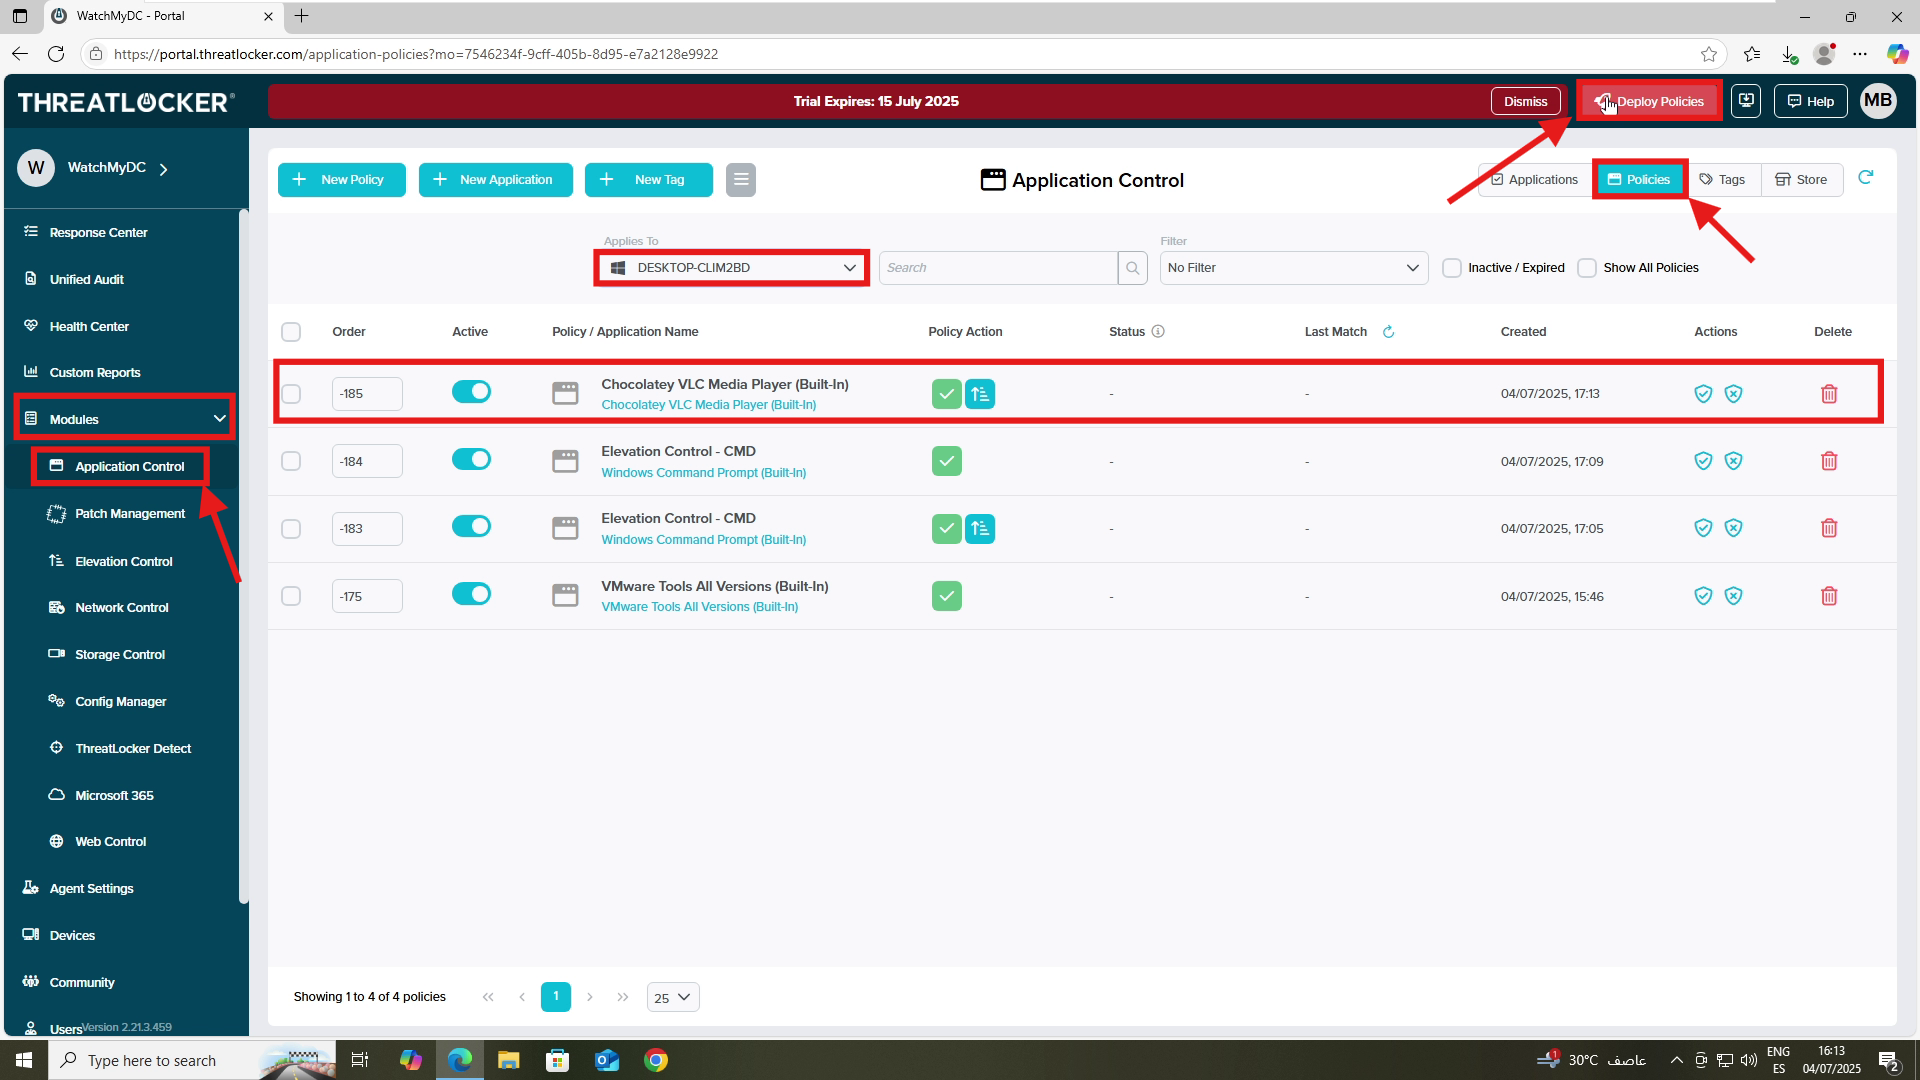 WatchMyDC - Portal
https://portal.threatlocker.com/application-policies?mo=7546234f-9cff-405b-8d95-e7a2128e9922
THREATLOCKER
Trial Expires: 15 July 2025
Dismiss
Deploy Policies
Help
MB
W
WatchMyDC
New Policy
New Application
New Tag
Application Control
Applications
Policies
Tags
Store
Response Center
Unified Audit
Health Center
Custom Reports
Modules
Application Control
Patch Management
Elevation Control
Network Control
Storage Control
Config Manager
ThreatLocker Detect
Microsoft 365
Web Control
Agent Settings
Devices
Community
Users
Version 2.21.3.459
Applies To
DESKTOP-CLIM2BD
Search
Filter
No Filter
Inactive / Expired
Show All Policies
Order Active Policy / Application Name Policy Action Status Last Match Created Actions Delete
-185 Chocolatey VLC Media Player (Built-In) - - 04/07/2025, 17:13
Chocolatey VLC Media Player (Built-In)
-184 Elevation Control - CMD - - 04/07/2025, 17:09
Windows Command Prompt (Built-In)
-183 Elevation Control - CMD - - 04/07/2025, 17:05
Windows Command Prompt (Built-In)
-175 VMware Tools All Versions (Built-In) - - 04/07/2025, 15:46
VMware Tools All Versions (Built-In)
Showing 1 to 4 of 4 policies
1
25
Type here to search
1
30°C عاصف
ENG
ES
16:13
04/07/2025
2